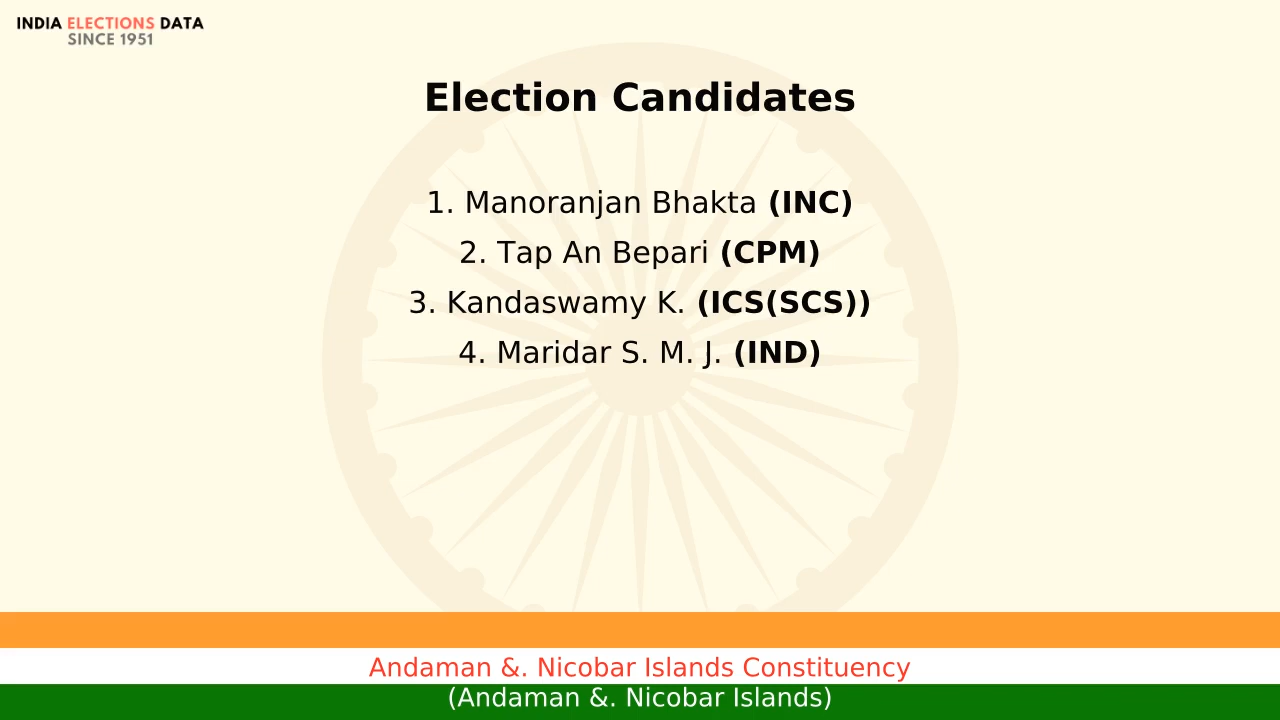 INDIA ELECTIONS DATA
SINCE 1951
Election Candidates
1. Manoranjan Bhakta (INC)
2. Tap An Bepari (CPM)
3. Kandaswamy K. (ICS(SCS))
4. Maridar S. M. J. (IND)
Andaman &. Nicobar Islands Constituency
(Andaman &. Nicobar Islands)